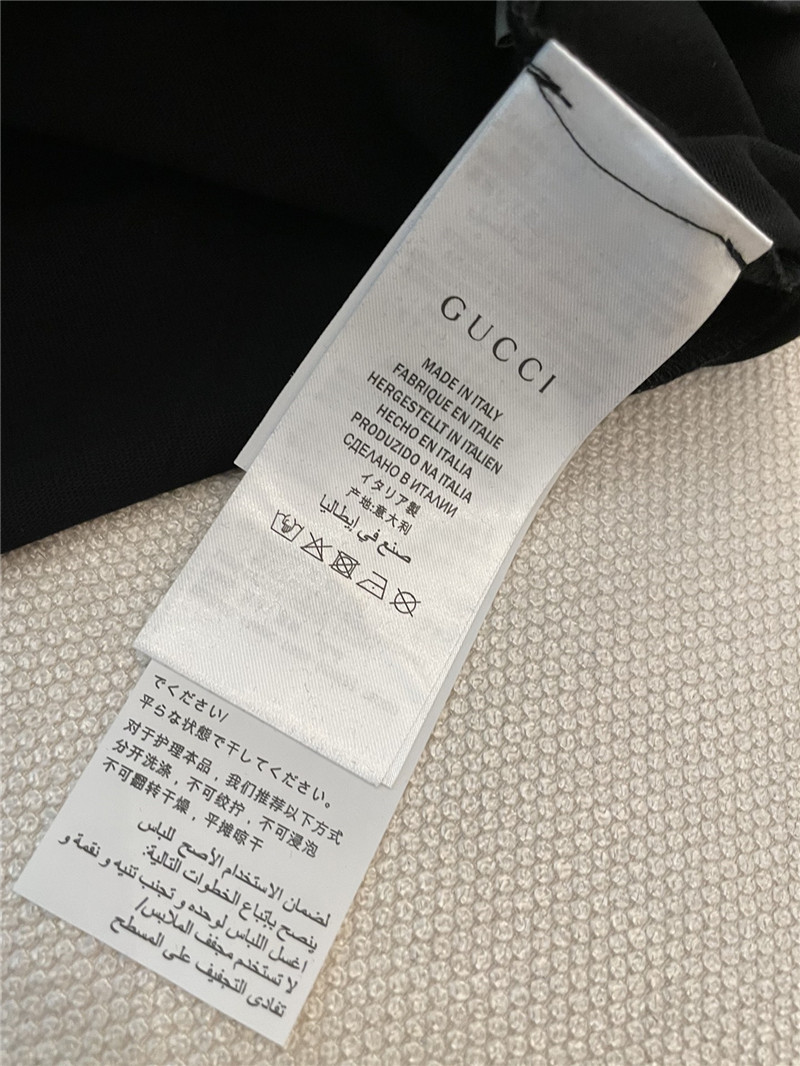 GUCCI
MADE IN ITALY
FABRIQUE EN ITALIE
HERGESTELLT IN ITALIEN
HECHO EN ITALIA
PRODUZIDO NA ITALIA
СДЕЛАНО В ИТАЛИИ
イタリア製
产地:意大利
صنع في إيطاليا
でください/
平らな状態で干してください。
对于护理本品，我们推荐以下方式
分开洗涤，不可绞拧，不可浸泡
不可翻转干燥，平摊晾干
لضمان الاستخدام الأصح للباس
ينصح بإتباع الخطوات التالية:
اغسل اللباس لوحده و تجنب تنيه و نقمة و
لا تستخدم مجفف الملابس/
تفادى التجفيف على المسطح